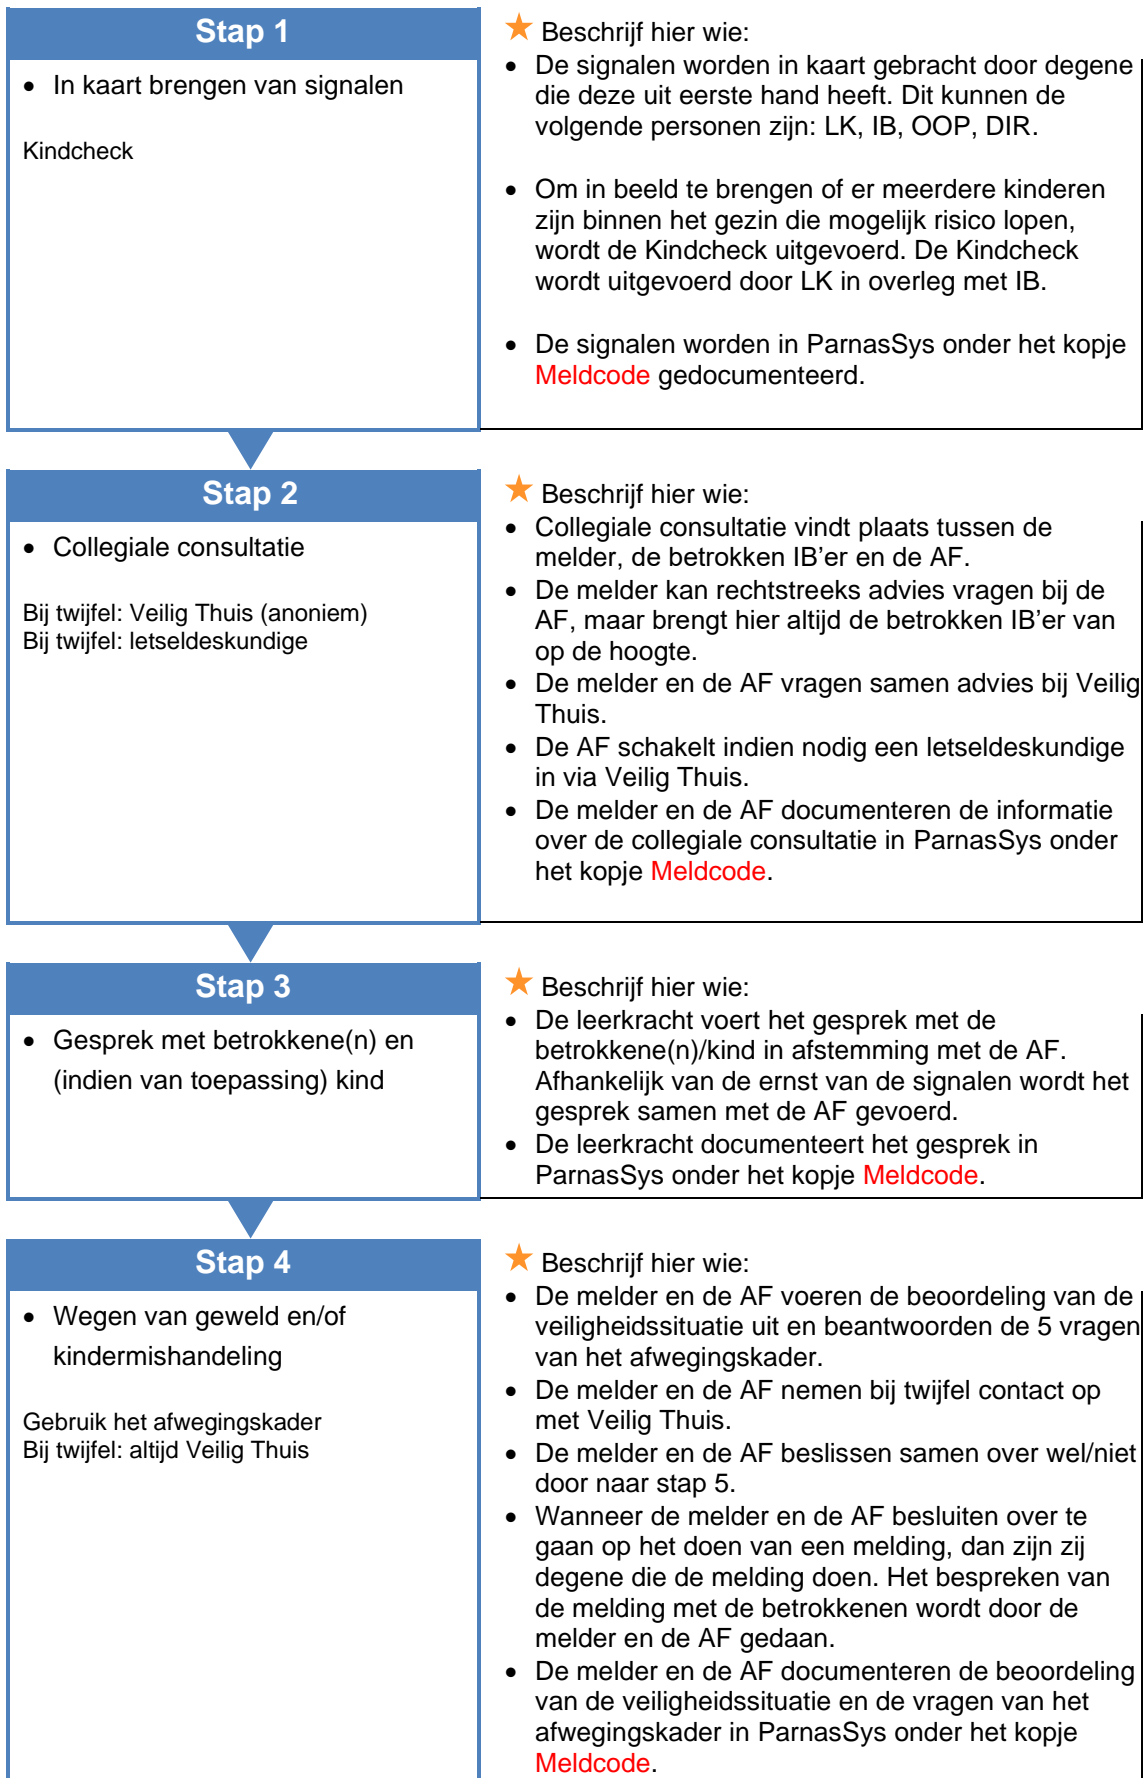 Stap 1
• In kaart brengen van signalen
Kindcheck
★ Beschrijf hier wie:
• De signalen worden in kaart gebracht door degene
die deze uit eerste hand heeft. Dit kunnen de
volgende personen zijn: LK, IB, OOP, DIR.
• Om in beeld te brengen of er meerdere kinderen
zijn binnen het gezin die mogelijk risico lopen,
wordt de Kindcheck uitgevoerd. De Kindcheck
wordt uitgevoerd door LK in overleg met IB.
• De signalen worden in ParnasSys onder het kopje
Meldcode gedocumenteerd.
Stap 2
• Collegiale consultatie
Bij twijfel: Veilig Thuis (anoniem)
Bij twijfel: letseldeskundige
★ Beschrijf hier wie:
• Collegiale consultatie vindt plaats tussen de
melder, de betrokken IB’er en de AF.
• De melder kan rechtstreeks advies vragen bij de
AF, maar brengt hier altijd de betrokken IB’er van
op de hoogte.
• De melder en de AF vragen samen advies bij Veilig
Thuis.
• De AF schakelt indien nodig een letseldeskundige
in via Veilig Thuis.
• De melder en de AF documenteren de informatie
over de collegiale consultatie in ParnasSys onder
het kopje Meldcode.
Stap 3
• Gesprek met betrokkene(n) en
(indien van toepassing) kind
★ Beschrijf hier wie:
• De leerkracht voert het gesprek met de
betrokkene(n)/kind in afstemming met de AF.
Afhankelijk van de ernst van de signalen wordt het
gesprek samen met de AF gevoerd.
• De leerkracht documenteert het gesprek in
ParnasSys onder het kopje Meldcode.
Stap 4
• Wegen van geweld en/of
kindermishandeling
Gebruik het afwegingskader
Bij twijfel: altijd Veilig Thuis
★ Beschrijf hier wie:
• De melder en de AF voeren de beoordeling van de
veiligheidssituatie uit en beantwoorden de 5 vragen
van het afwegingskader.
• De melder en de AF nemen bij twijfel contact op
met Veilig Thuis.
• De melder en de AF beslissen samen over wel/niet
door naar stap 5.
• Wanneer de melder en de AF besluiten over te
gaan op het doen van een melding, dan zijn zij
degene die de melding doen. Het bespreken van
de melding met de betrokkenen wordt door de
melder en de AF gedaan.
• De melder en de AF documenteren de beoordeling
van de veiligheidssituatie en de vragen van het
afwegingskader in ParnasSys onder het kopje
Meldcode.